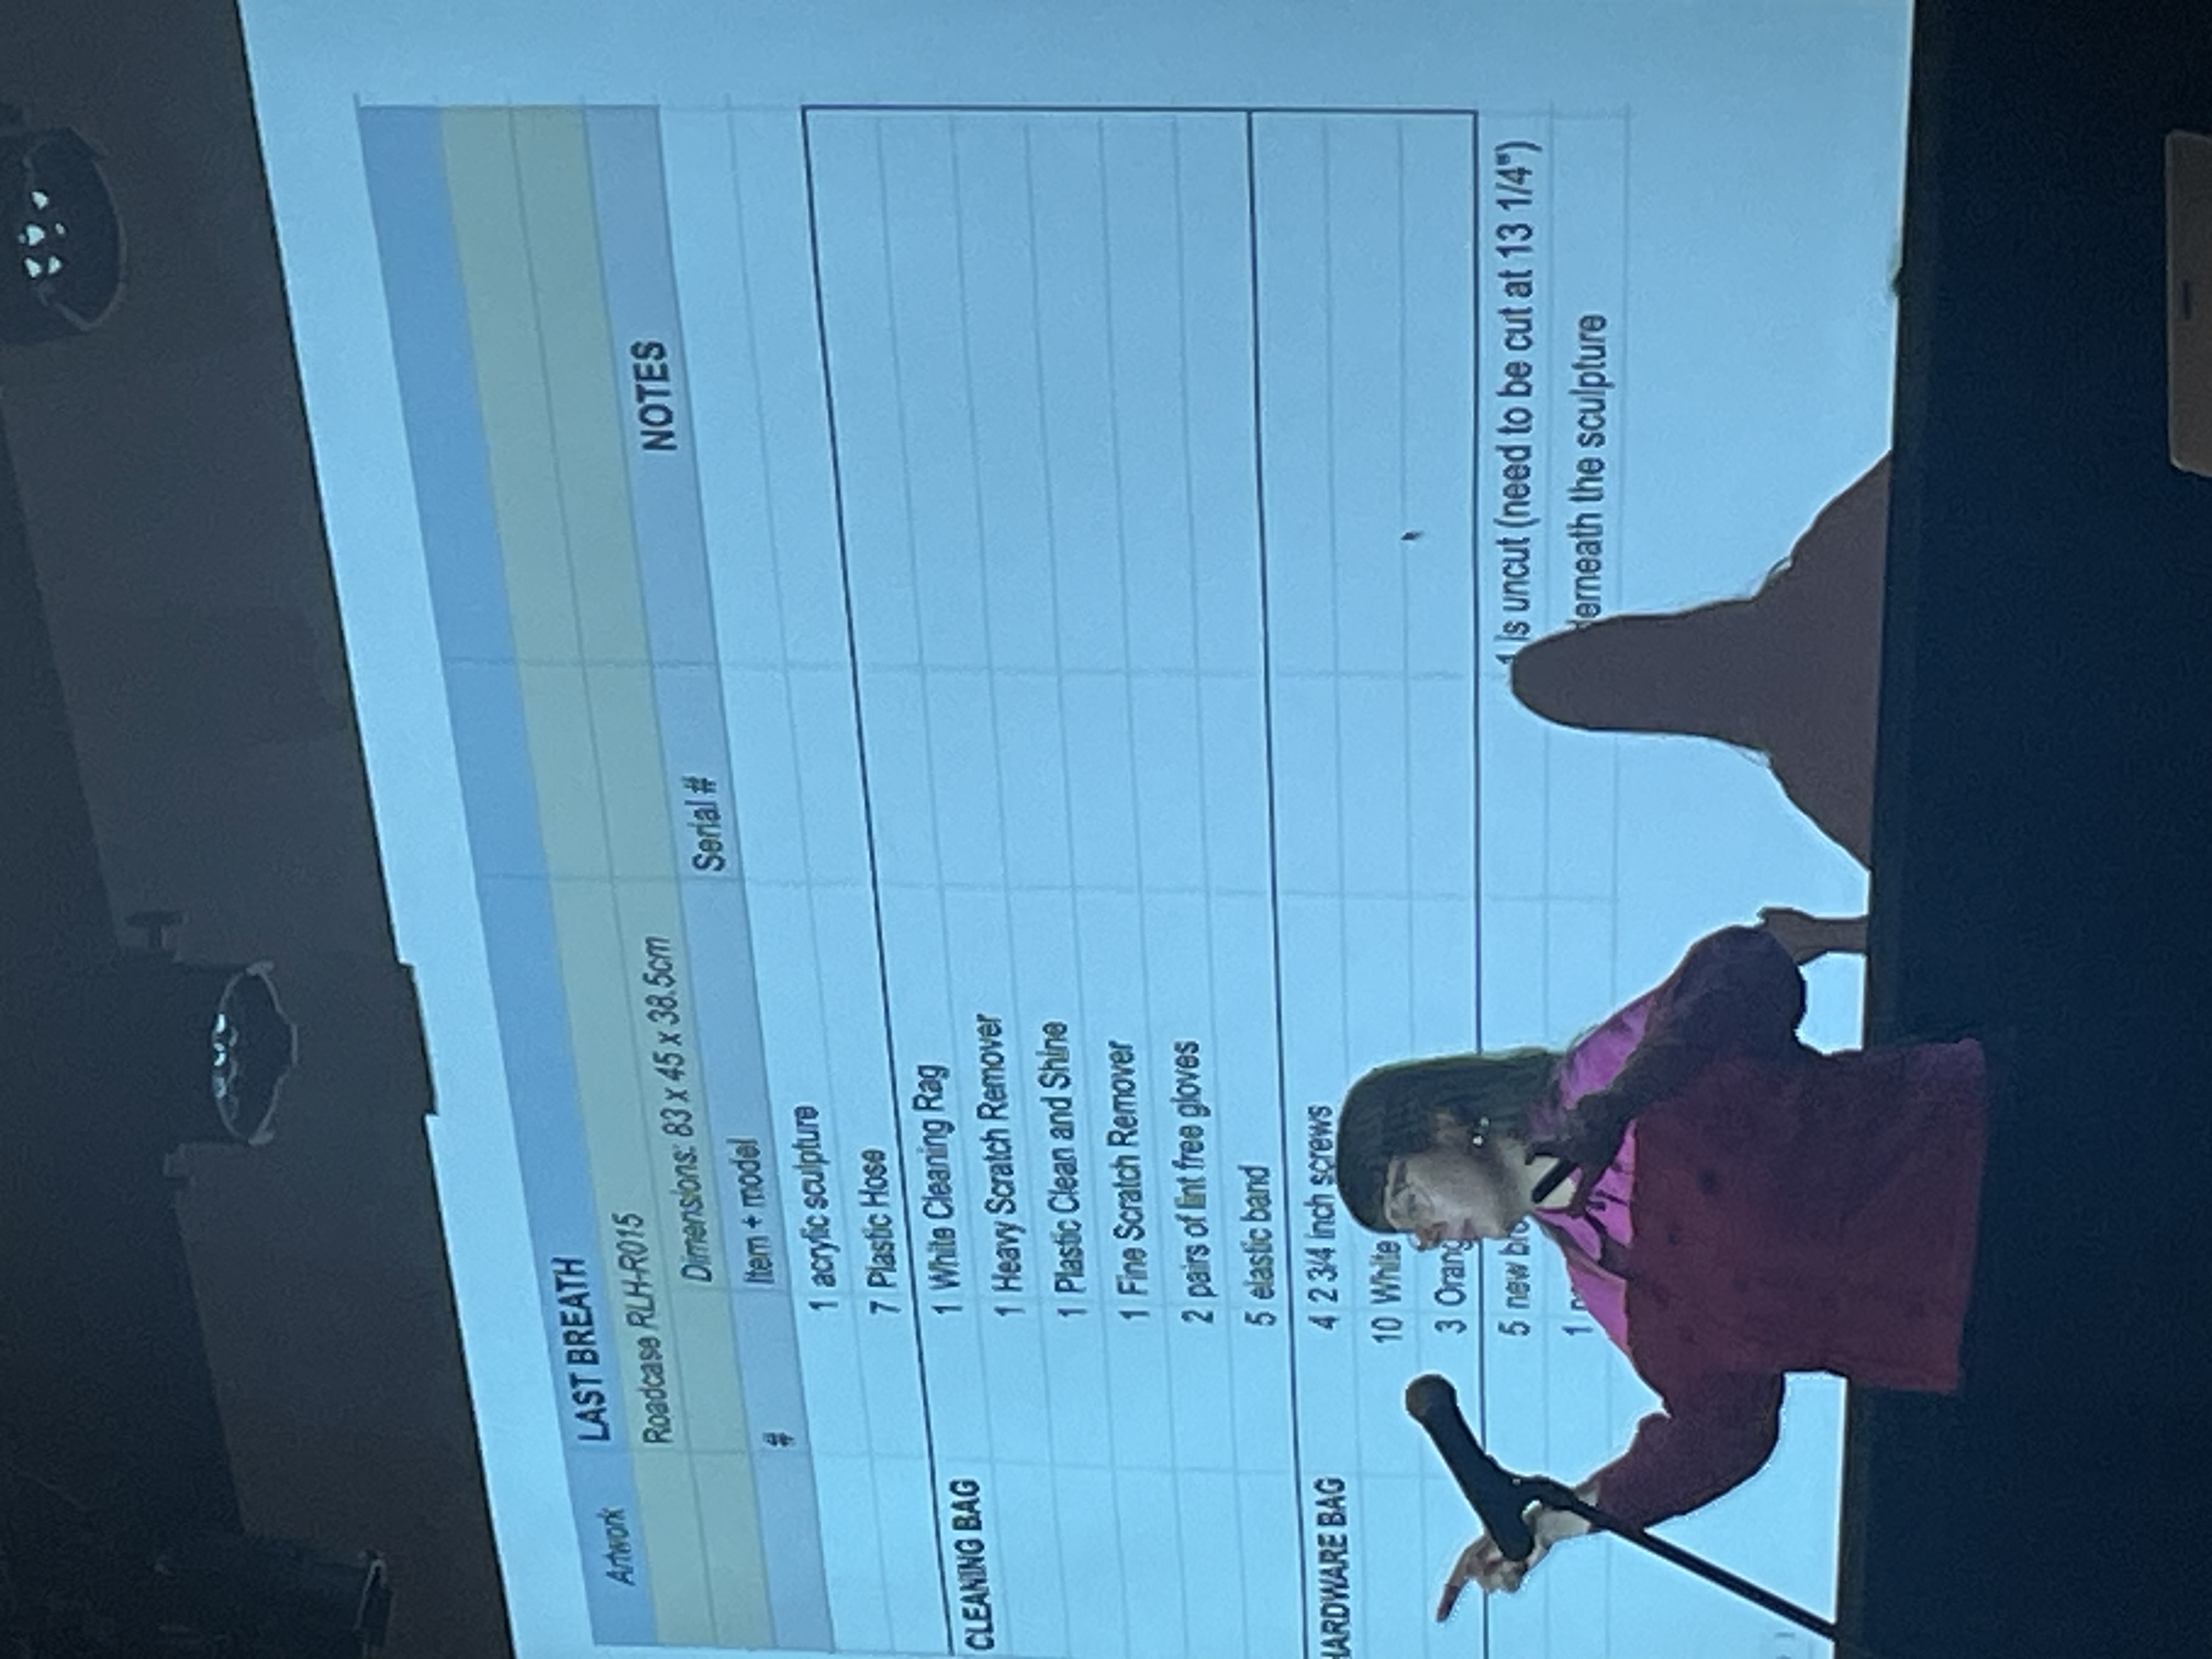 Artwork LAST BREATH
Roadcase RLH-R015
Dimensions: 83 x 45 x 38.5cm
# Item + model Serial # NOTES
1 acrylic sculpture
7 Plastic Hose
CLEANING BAG 1 White Cleaning Rag
1 Heavy Scratch Remover
1 Plastic Clean and Shine
1 Fine Scratch Remover
2 pairs of lint free gloves
5 elastic band
HARDWARE BAG 4 2 3/4 inch screws
10 White
3 Orang
5 new 1 is uncut (need to be cut at 13 1/4")
1 the sculpture